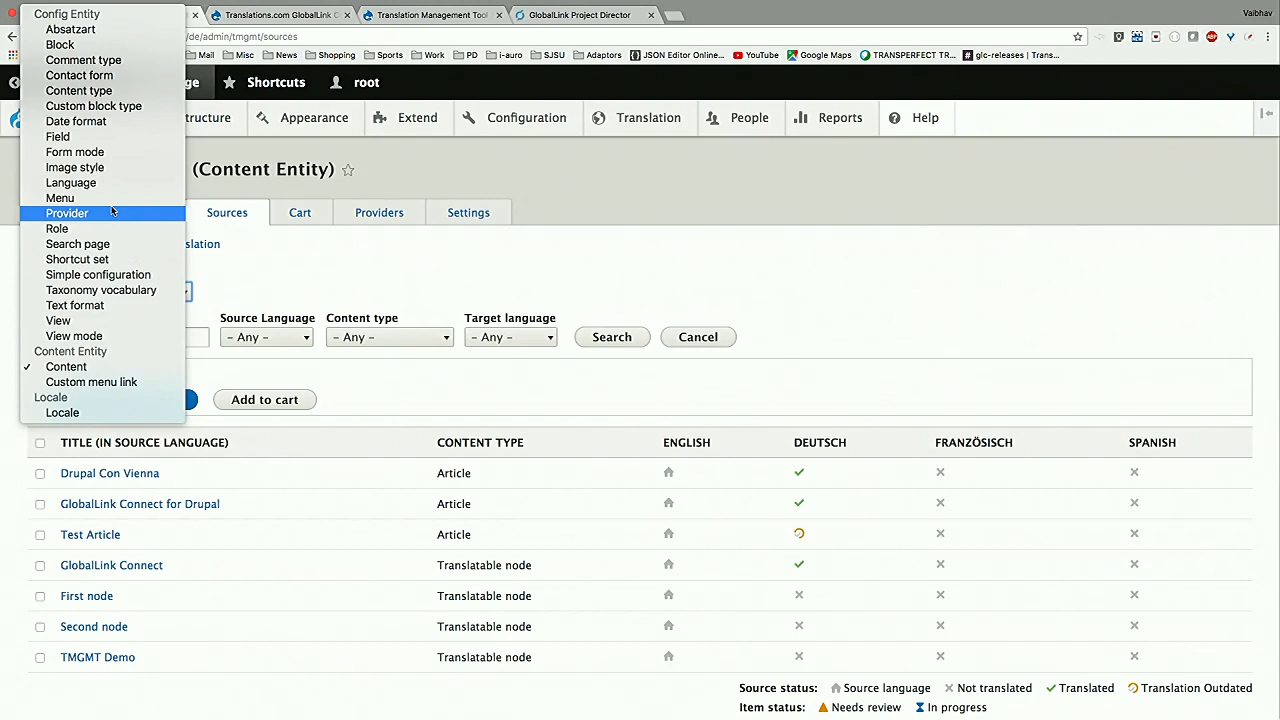 Config Entity
Absatzart
Block
Comment type
Contact form
Content type
Custom block type
Date format
Field
Form mode
Image style
Language
Menu
Provider
Role
Search page
Shortcut set
Simple configuration
Taxonomy vocabulary
Text format
View
View mode
Content Entity
✓ Content
Custom menu link
Locale
Locale
Translations.com GlobalLink C
Translation Management Tool
GlobalLink Project Director
Vaibhav
/de/admin/tmgmt/sources
Mail
Misc
News
Shopping
Sports
Work
PDs
i-auro
SJSU
Adaptors
JSON Editor Online...
YouTube
Google Maps
TRANSPERFECT TR...
glc-releases | Trans...
ge
Shortcuts
root
ructure
Appearance
Extend
Configuration
Translation
People
Reports
Help
(Content Entity)
Sources
Cart
Providers
Settings
nslation
Source Language
Content type
Target language
– Any –
– Any –
– Any –
Search
Cancel
Add to cart
TITLE (IN SOURCE LANGUAGE) CONTENT TYPE ENGLISH DEUTSCH FRANZÖSISCH SPANISH
Drupal Con Vienna Article
GlobalLink Connect for Drupal Article
Test Article Article
GlobalLink Connect Translatable node
First node Translatable node
Second node Translatable node
TMGMT Demo Translatable node
Source status: Source language Not translated Translated Translation Outdated
Item status: Needs review In progress